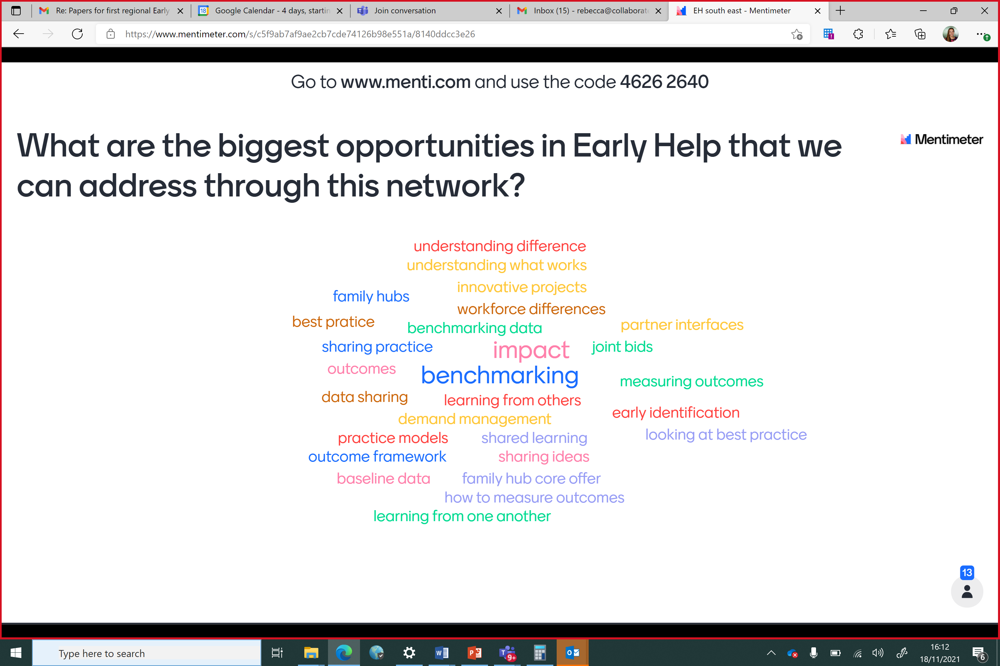 Re: Papers for first regional Early
18
Google Calendar - 4 days, startin
Join conversation
Inbox (15) - rebecca@collaborate
EH south east - Mentimeter
https://www.mentimeter.com/s/c5f9ab7af9ae2cb7cde74126b98e551a/8140ddcc3e26
Go to www.menti.com and use the code 4626 2640
What are the biggest opportunities in Early Help that we
can address through this network?
Mentimeter
understanding difference
understanding what works
innovative projects
family hubs
workforce differences
best pratice
benchmarking data
partner interfaces
sharing practice
impact
joint bids
outcomes
benchmarking
measuring outcomes
data sharing
learning from others
early identification
demand management
practice models
shared learning
looking at best practice
outcome framework
sharing ideas
baseline data
family hub core offer
how to measure outcomes
learning from one another
13
Type here to search
9+
16:12
18/11/2021
6